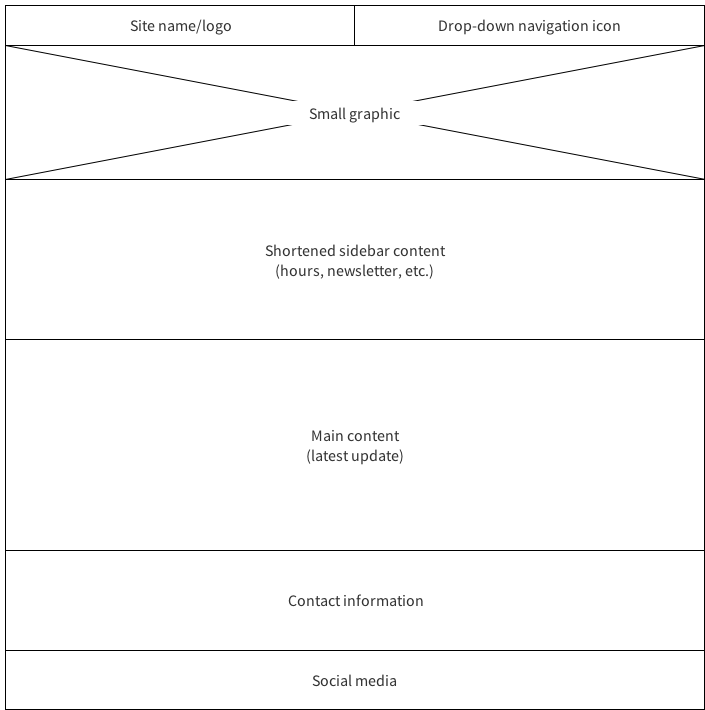 Site name/logo
Drop-down navigation icon
Small graphic
Shortened sidebar content
(hours, newsletter, etc.)
Main content
(latest update)
Contact information
Social media